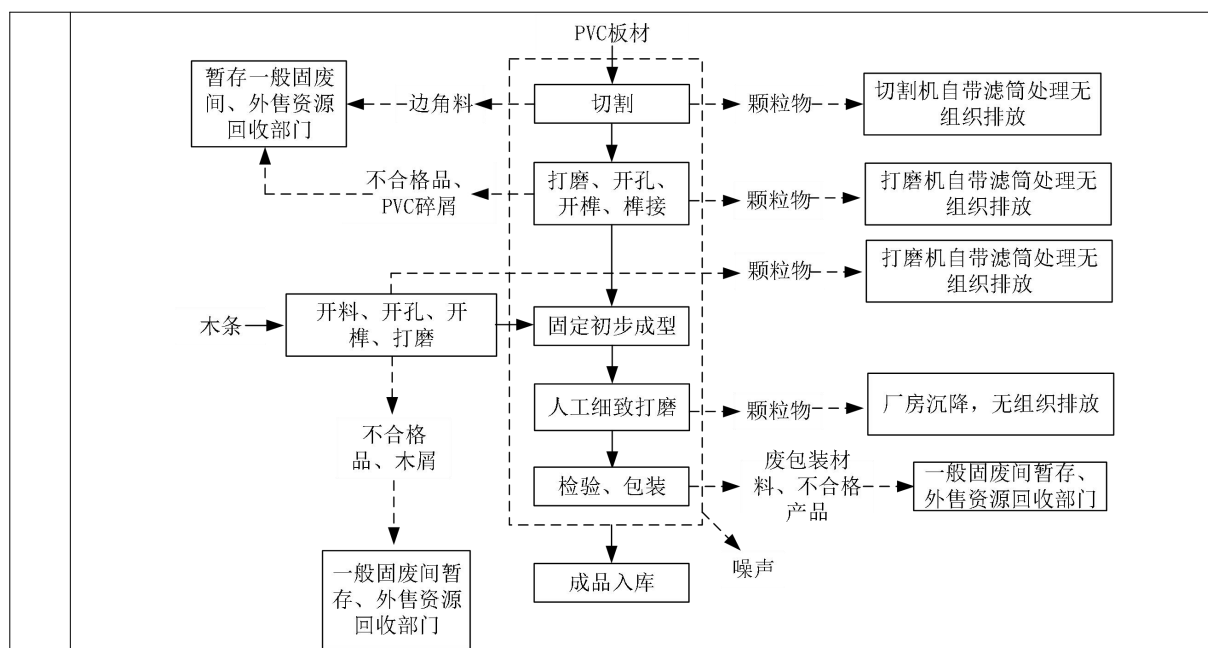 PVC板材
暂存一般固废
间、外售资源
回收部门
边角料
切割
颗粒物
切割机自带滤筒处理无
组织排放
不合格品、
PVC碎屑
打磨、开孔、
开榫、榫接
颗粒物
打磨机自带滤筒处理无
组织排放
颗粒物
打磨机自带滤筒处理无
组织排放
木条
开料、开孔、开
榫、打磨
固定初步成型
人工细致打磨
颗粒物
厂房沉降，无组织排放
不合格
品、木屑
检验、包装
废包装材
料、不合格
产品
一般固废间暂存、
外售资源回收部门
噪声
成品入库
一般固废间暂
存、外售资源
回收部门